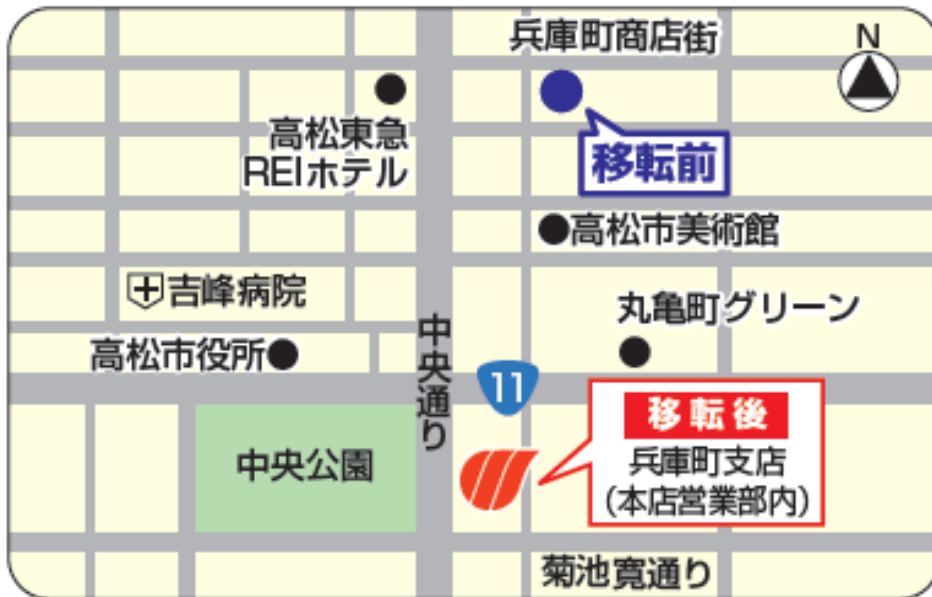 兵庫町商店街
N
高松東急
REIホテル
移転前
高松市美術館
吉峰病院
丸亀町グリーン
高松市役所
中央通り
11
移転後
兵庫町支店
(本店営業部内)
中央公園
菊池寛通り